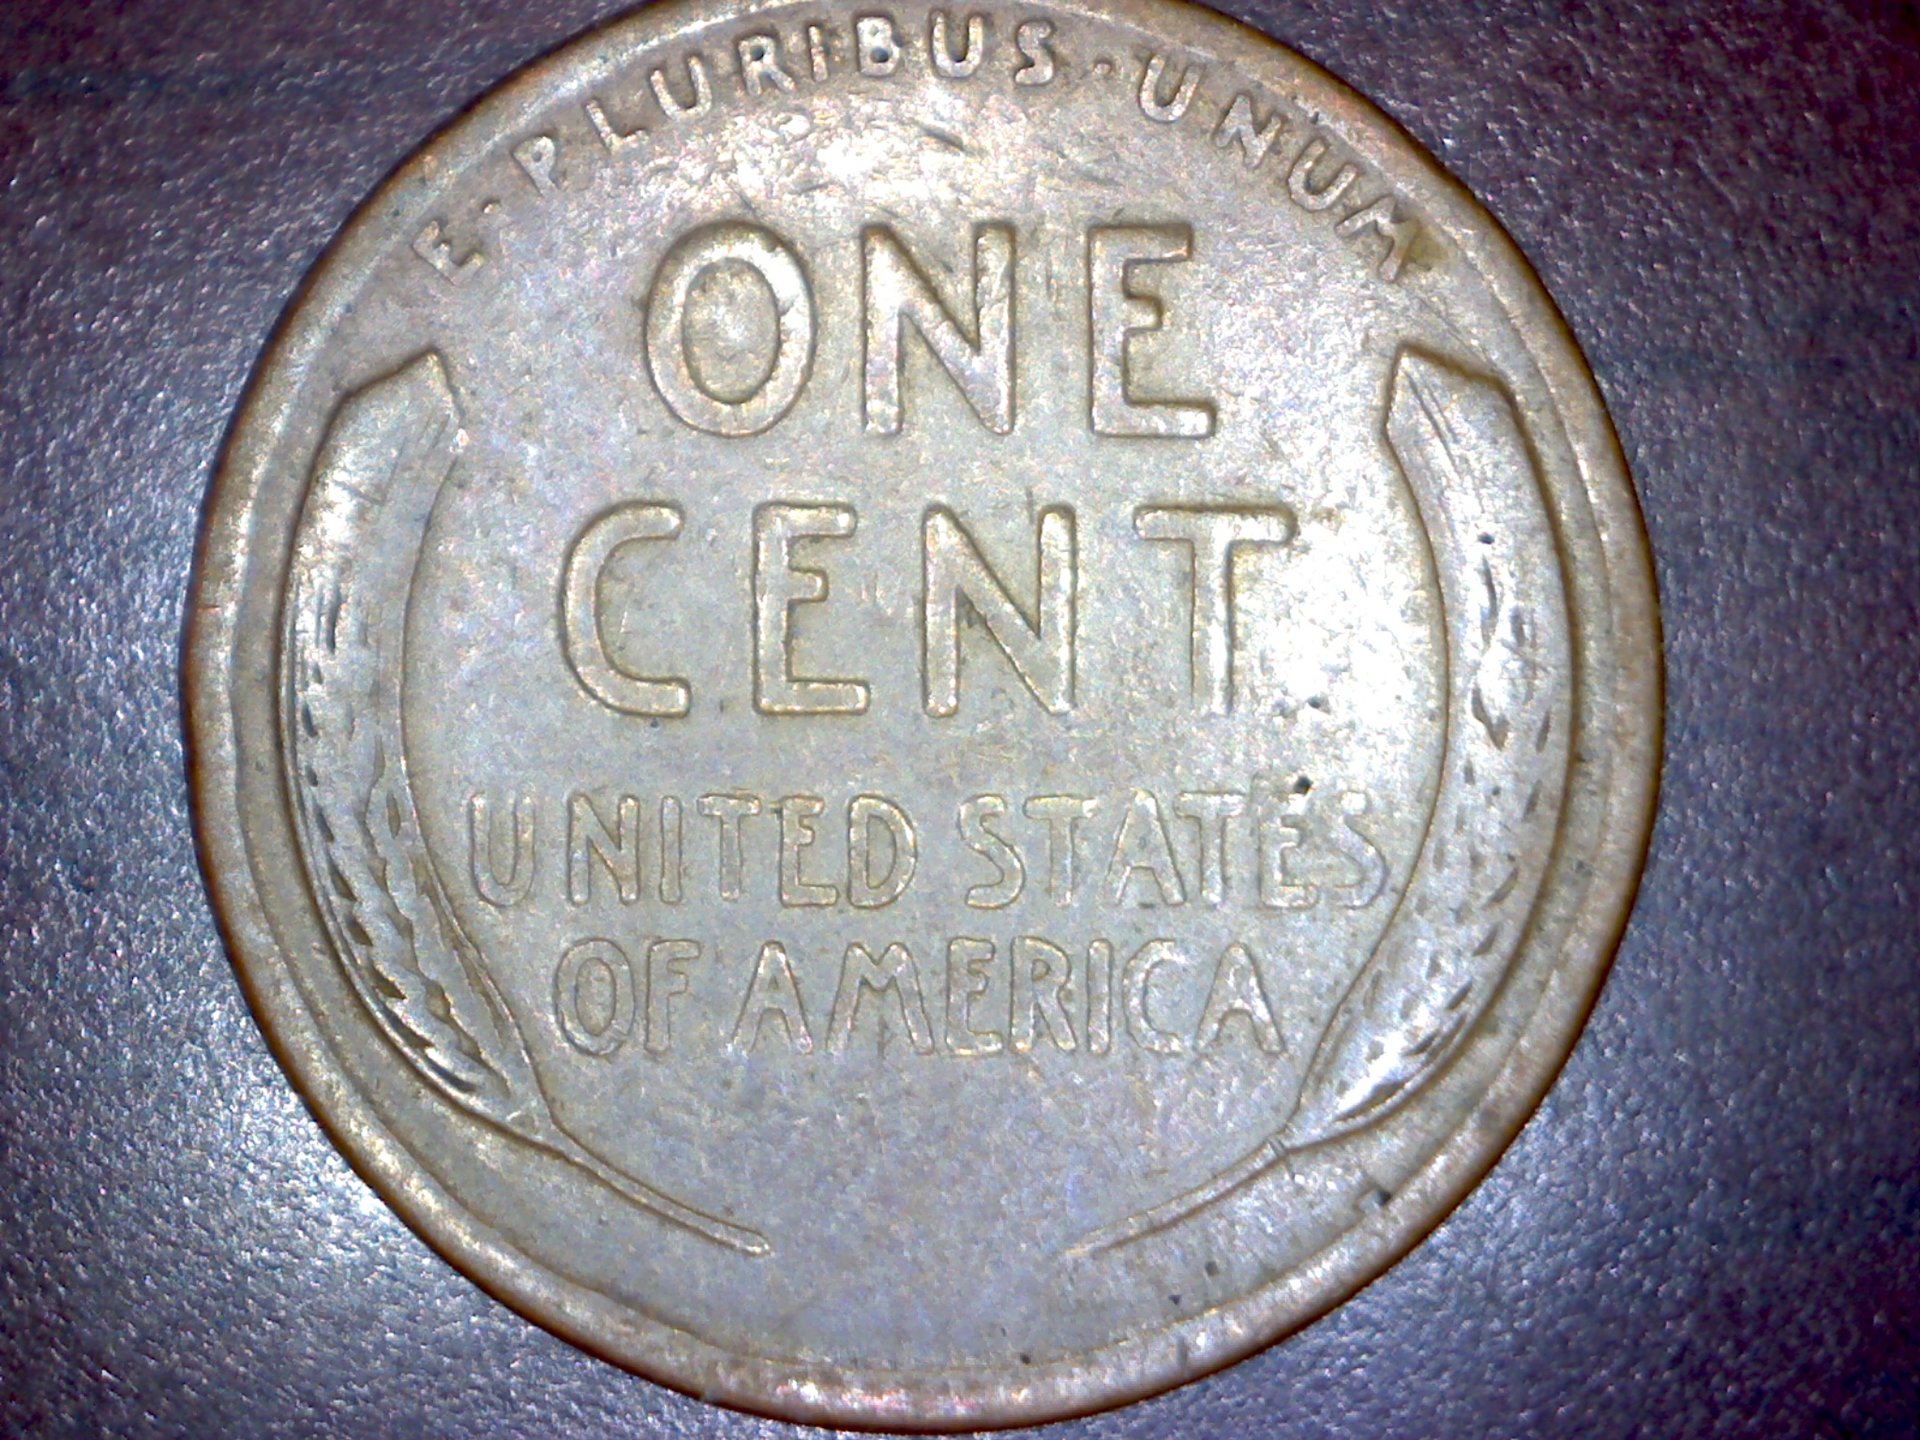 E · PLURIBUS · UNUM
ONE
CENT
UNITED STATES
OF AMERICA